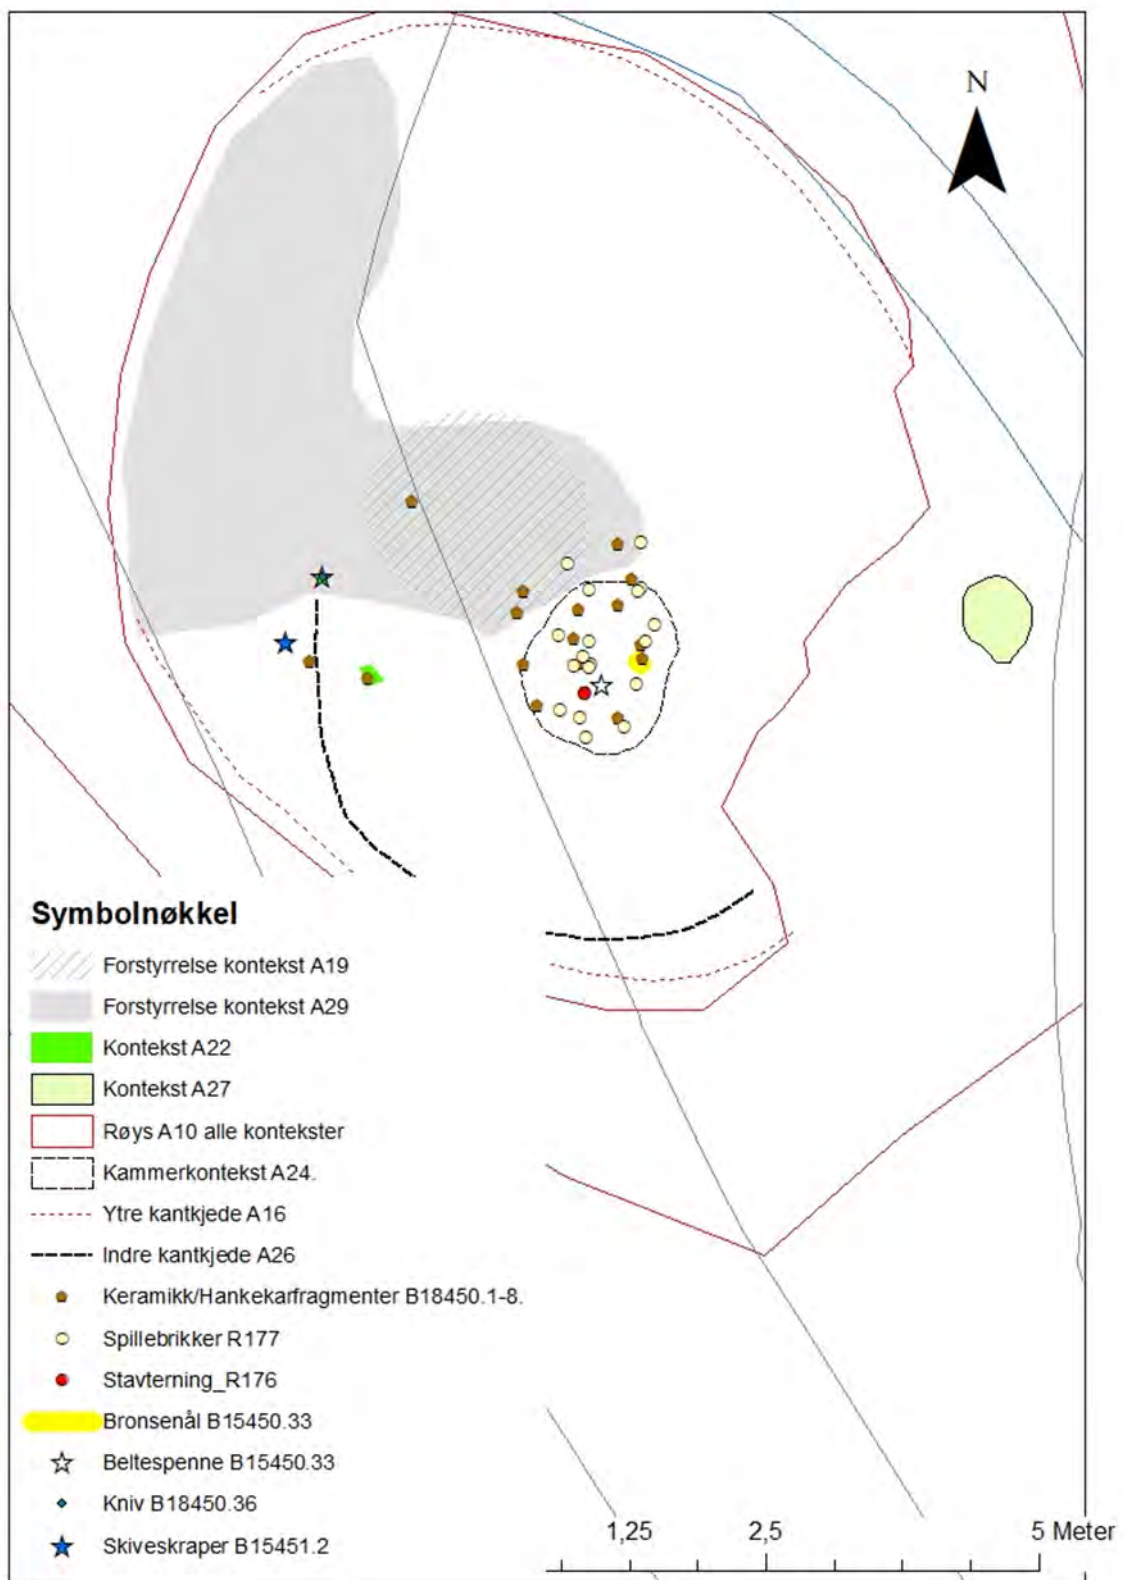 N
Symbolnøkkel
Forstyrrelse kontekst A19
Forstyrrelse kontekst A29
Kontekst A22
Kontekst A27
Røys A10 alle kontekster
Kammerkontekst A24.
Ytre kantkjede A16
Indre kantkjede A26
Keramikk/Hankekarfragmenter B18450.1-8.
Spillebrikker R177
Stavterning_R176
Bronsenål B15450.33
Beltespenne B15450.33
Kniv B18450.36
Skiveskraper B15451.2
1,25 2,5 5 Meter